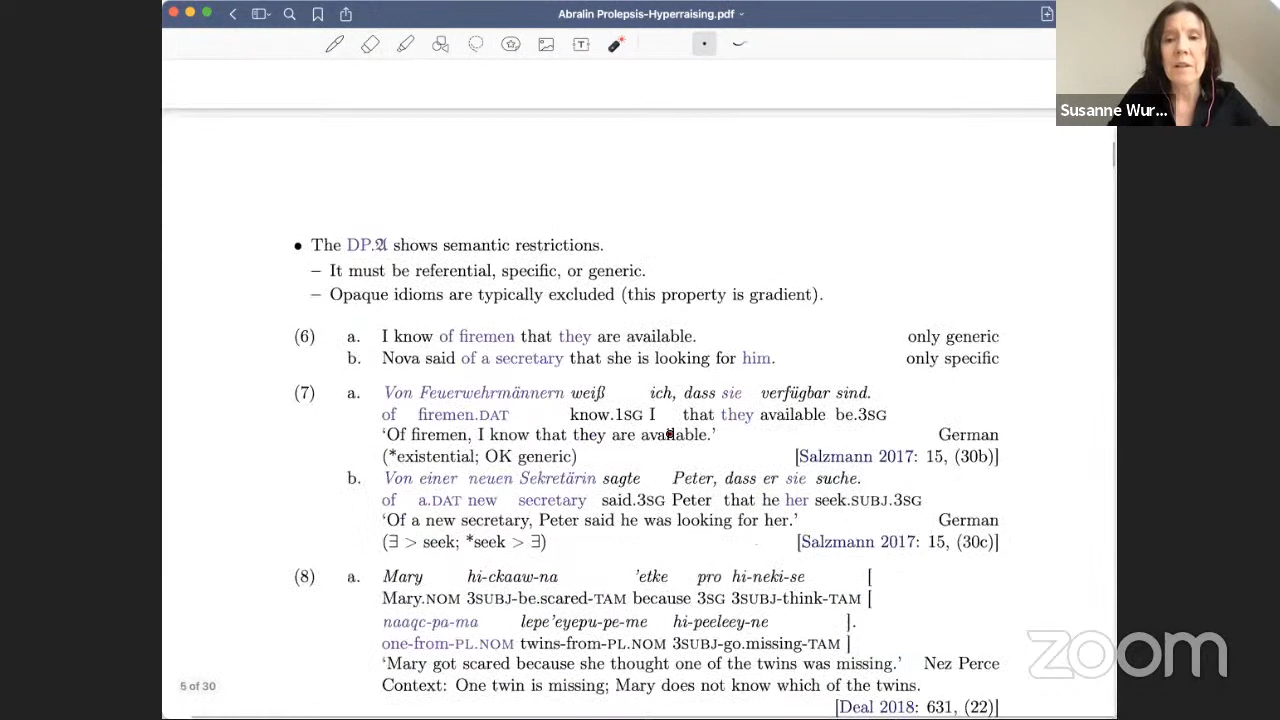 Abralin Prolepsis-Hyperraising.pdf
Susanne Wur...
• The DP.𝔄 shows semantic restrictions.
– It must be referential, specific, or generic.
– Opaque idioms are typically excluded (this property is gradient).
(6) a. I know of firemen that they are available. only generic
b. Nova said of a secretary that she is looking for him. only specific
(7) a. Von Feuerwehrmännern weiß ich, dass sie verfügbar sind.
of firemen.DAT know.1SG I that they available be.3SG
‘Of firemen, I know that they are available.’ German
(*existential; OK generic) [Salzmann 2017: 15, (30b]
b. Von einer neuen Sekretärin sagte Peter, dass er sie suche.
of a.DAT new secretary said.3SG Peter that he her seek.SUBJ.3SG
‘Of a new secretary, Peter said he was looking for her.’ German
(∃ > seek; *seek > ∃) [Salzmann 2017: 15, (30c)]
(8) a. Mary hi-ckaaw-na ’etke pro hi-neki-se [
Mary.NOM 3SUBJ-be.scared-TAM because 3SG 3SUBJ-think-TAM [
naaqc-pa-ma lepe’eyepu-pe-me hi-peeleey-ne ].
one-from-PL.NOM twins-from-PL.NOM 3SUBJ-go.missing-TAM ]
‘Mary got scared because she thought one of the twins was missing.’ Nez Perce
Context: One twin is missing; Mary does not know which of the twins.
[Deal 2018: 631, (22)]
5 of 30
zoom